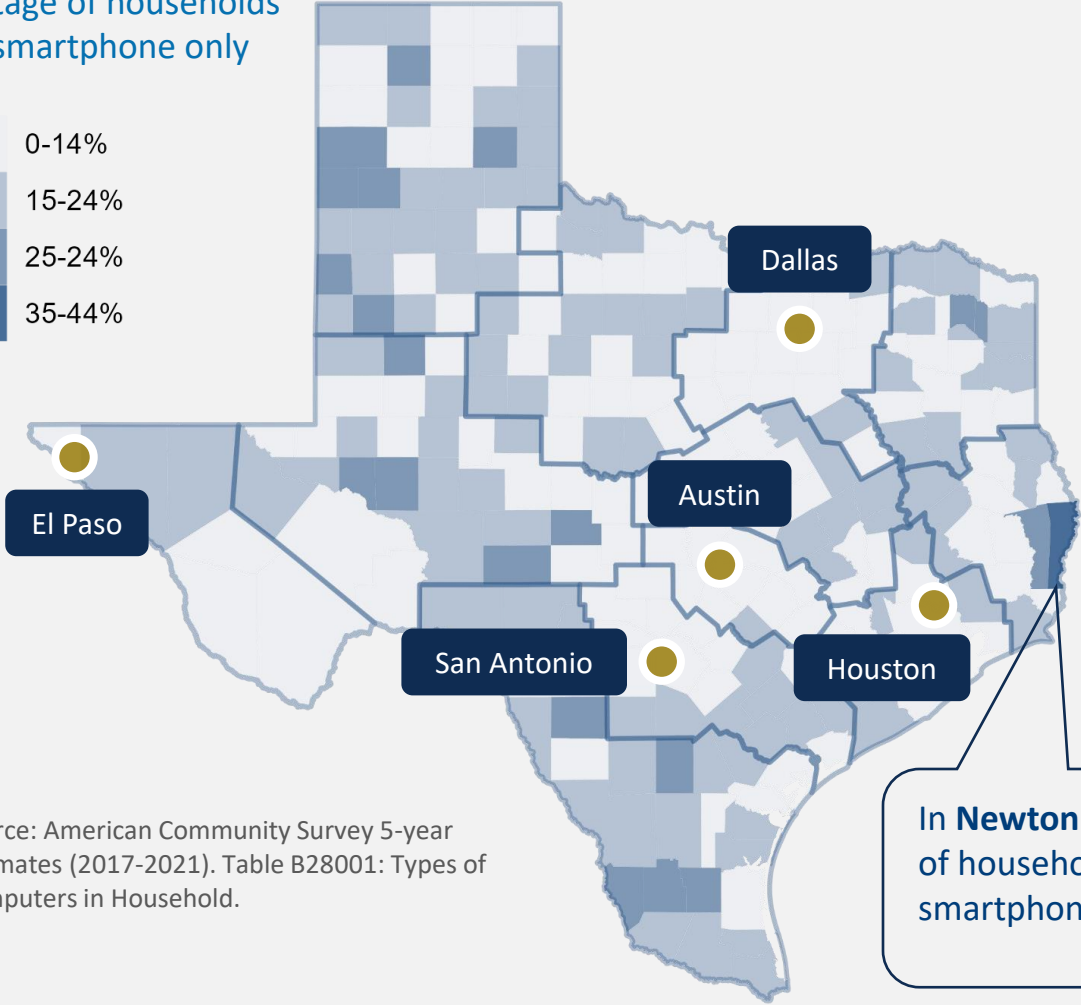 tage of households
smartphone only
0-14%
15-24%
25-24%
35-44%
Dallas
El Paso
Austin
San Antonio
Houston
rce: American Community Survey 5-year
mates (2017-2021). Table B28001: Types of
puters in Household.
In Newton
of househo
smartphon